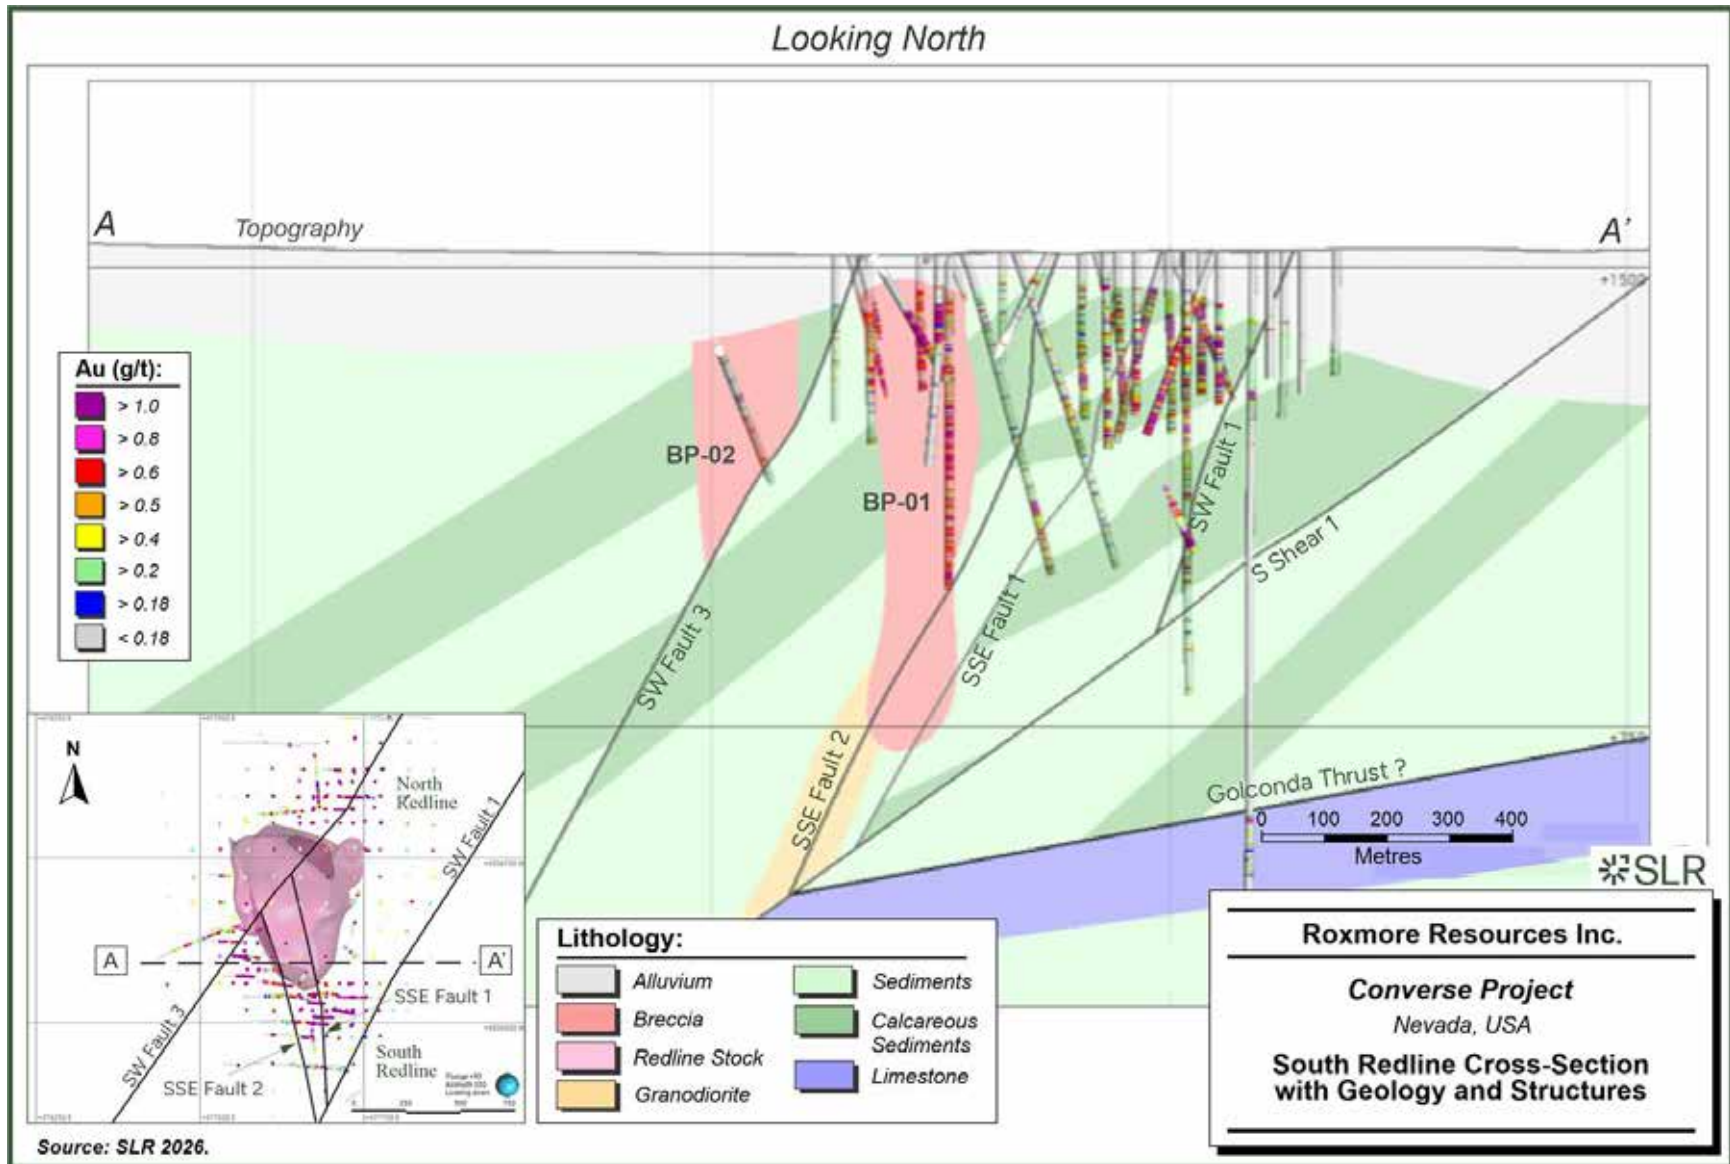 Looking North
A
Topography
A'
+1500
Au (g/t):
> 1.0
> 0.8
> 0.6
> 0.5
> 0.4
> 0.2
> 0.18
< 0.18
BP-02
BP-01
SW Fault 1
S Shear 1
SSE Fault 1
SW Fault 3
SSE Fault 2
+750
Golconda Thrust ?
0 100 200 300 400
Metres
N
North
Redline
SW Fault 1
A
A'
SSE Fault 1
SW Fault 3
South
Redline
SSE Fault 2
Lithology:
Alluvium
Breccia
Redline Stock
Granodiorite
Sediments
Calcareous
Sediments
Limestone
SLR
Roxmore Resources Inc.
Converse Project
Nevada, USA
South Redline Cross-Section
with Geology and Structures
Source: SLR 2026.